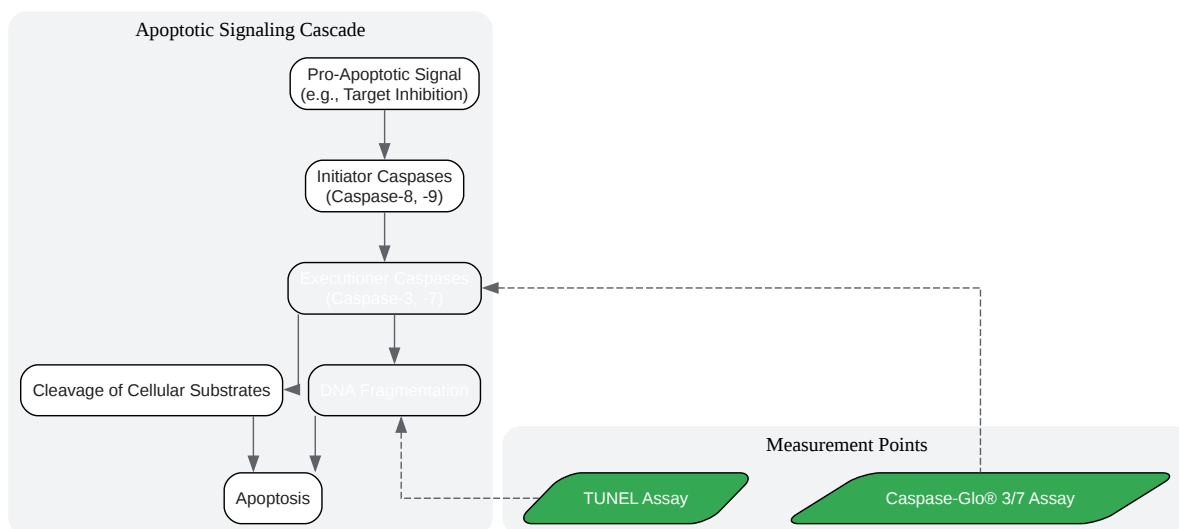 Apoptotic Signaling Cascade
Pro-Apoptotic Signal
(e.g., Target Inhibition)
Initiator Caspases
(Caspase-8, -9)
Executioner Caspases
(Caspase-3, -7)
Cleavage of Cellular Substrates
DNA Fragmentation
Apoptosis
Measurement Points
TUNEL Assay
Caspase-Glo® 3/7 Assay